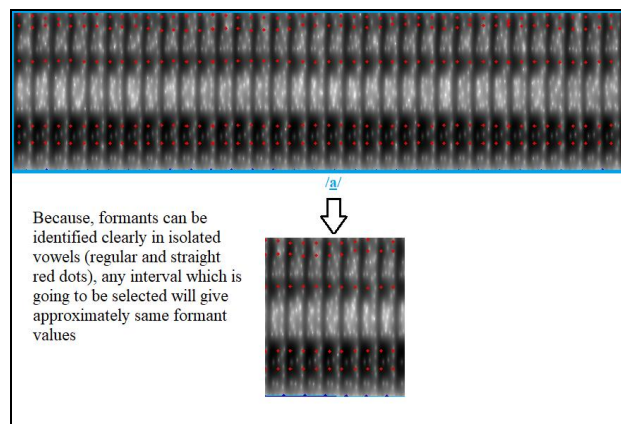 /a/
Because, formants can be
identified clearly in isolated
vowels (regular and straight
red dots), any interval which is
going to be selected will give
approximately same formant
values